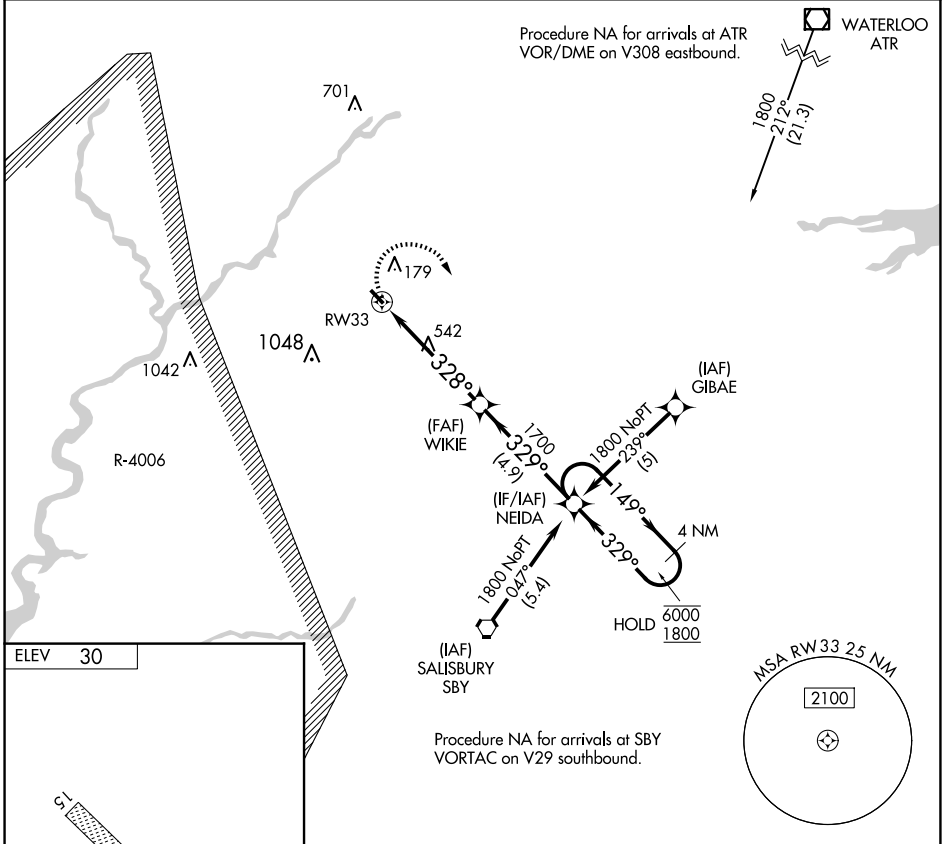 Procedure NA for arrivals at ATR
VOR/DME on V308 eastbound.
WATERLOO
ATR
1800
212°
(21.3)
701
179
RW33
542
1048
1042
328°
(FAF)
WIKIE
1700
329°
(4.9)
(IAF)
GIBAE
1800 NoPT
239°
(5)
R-4006
(IF/IAF)
NEIDA
149°
4 NM
329°
1800 NoPT
047°
(5.4)
HOLD
6000
1800
(IAF)
SALISBURY
SBY
ELEV 30
MSA RW33 25 NM
2100
Procedure NA for arrivals at SBY
VORTAC on V29 southbound.
15